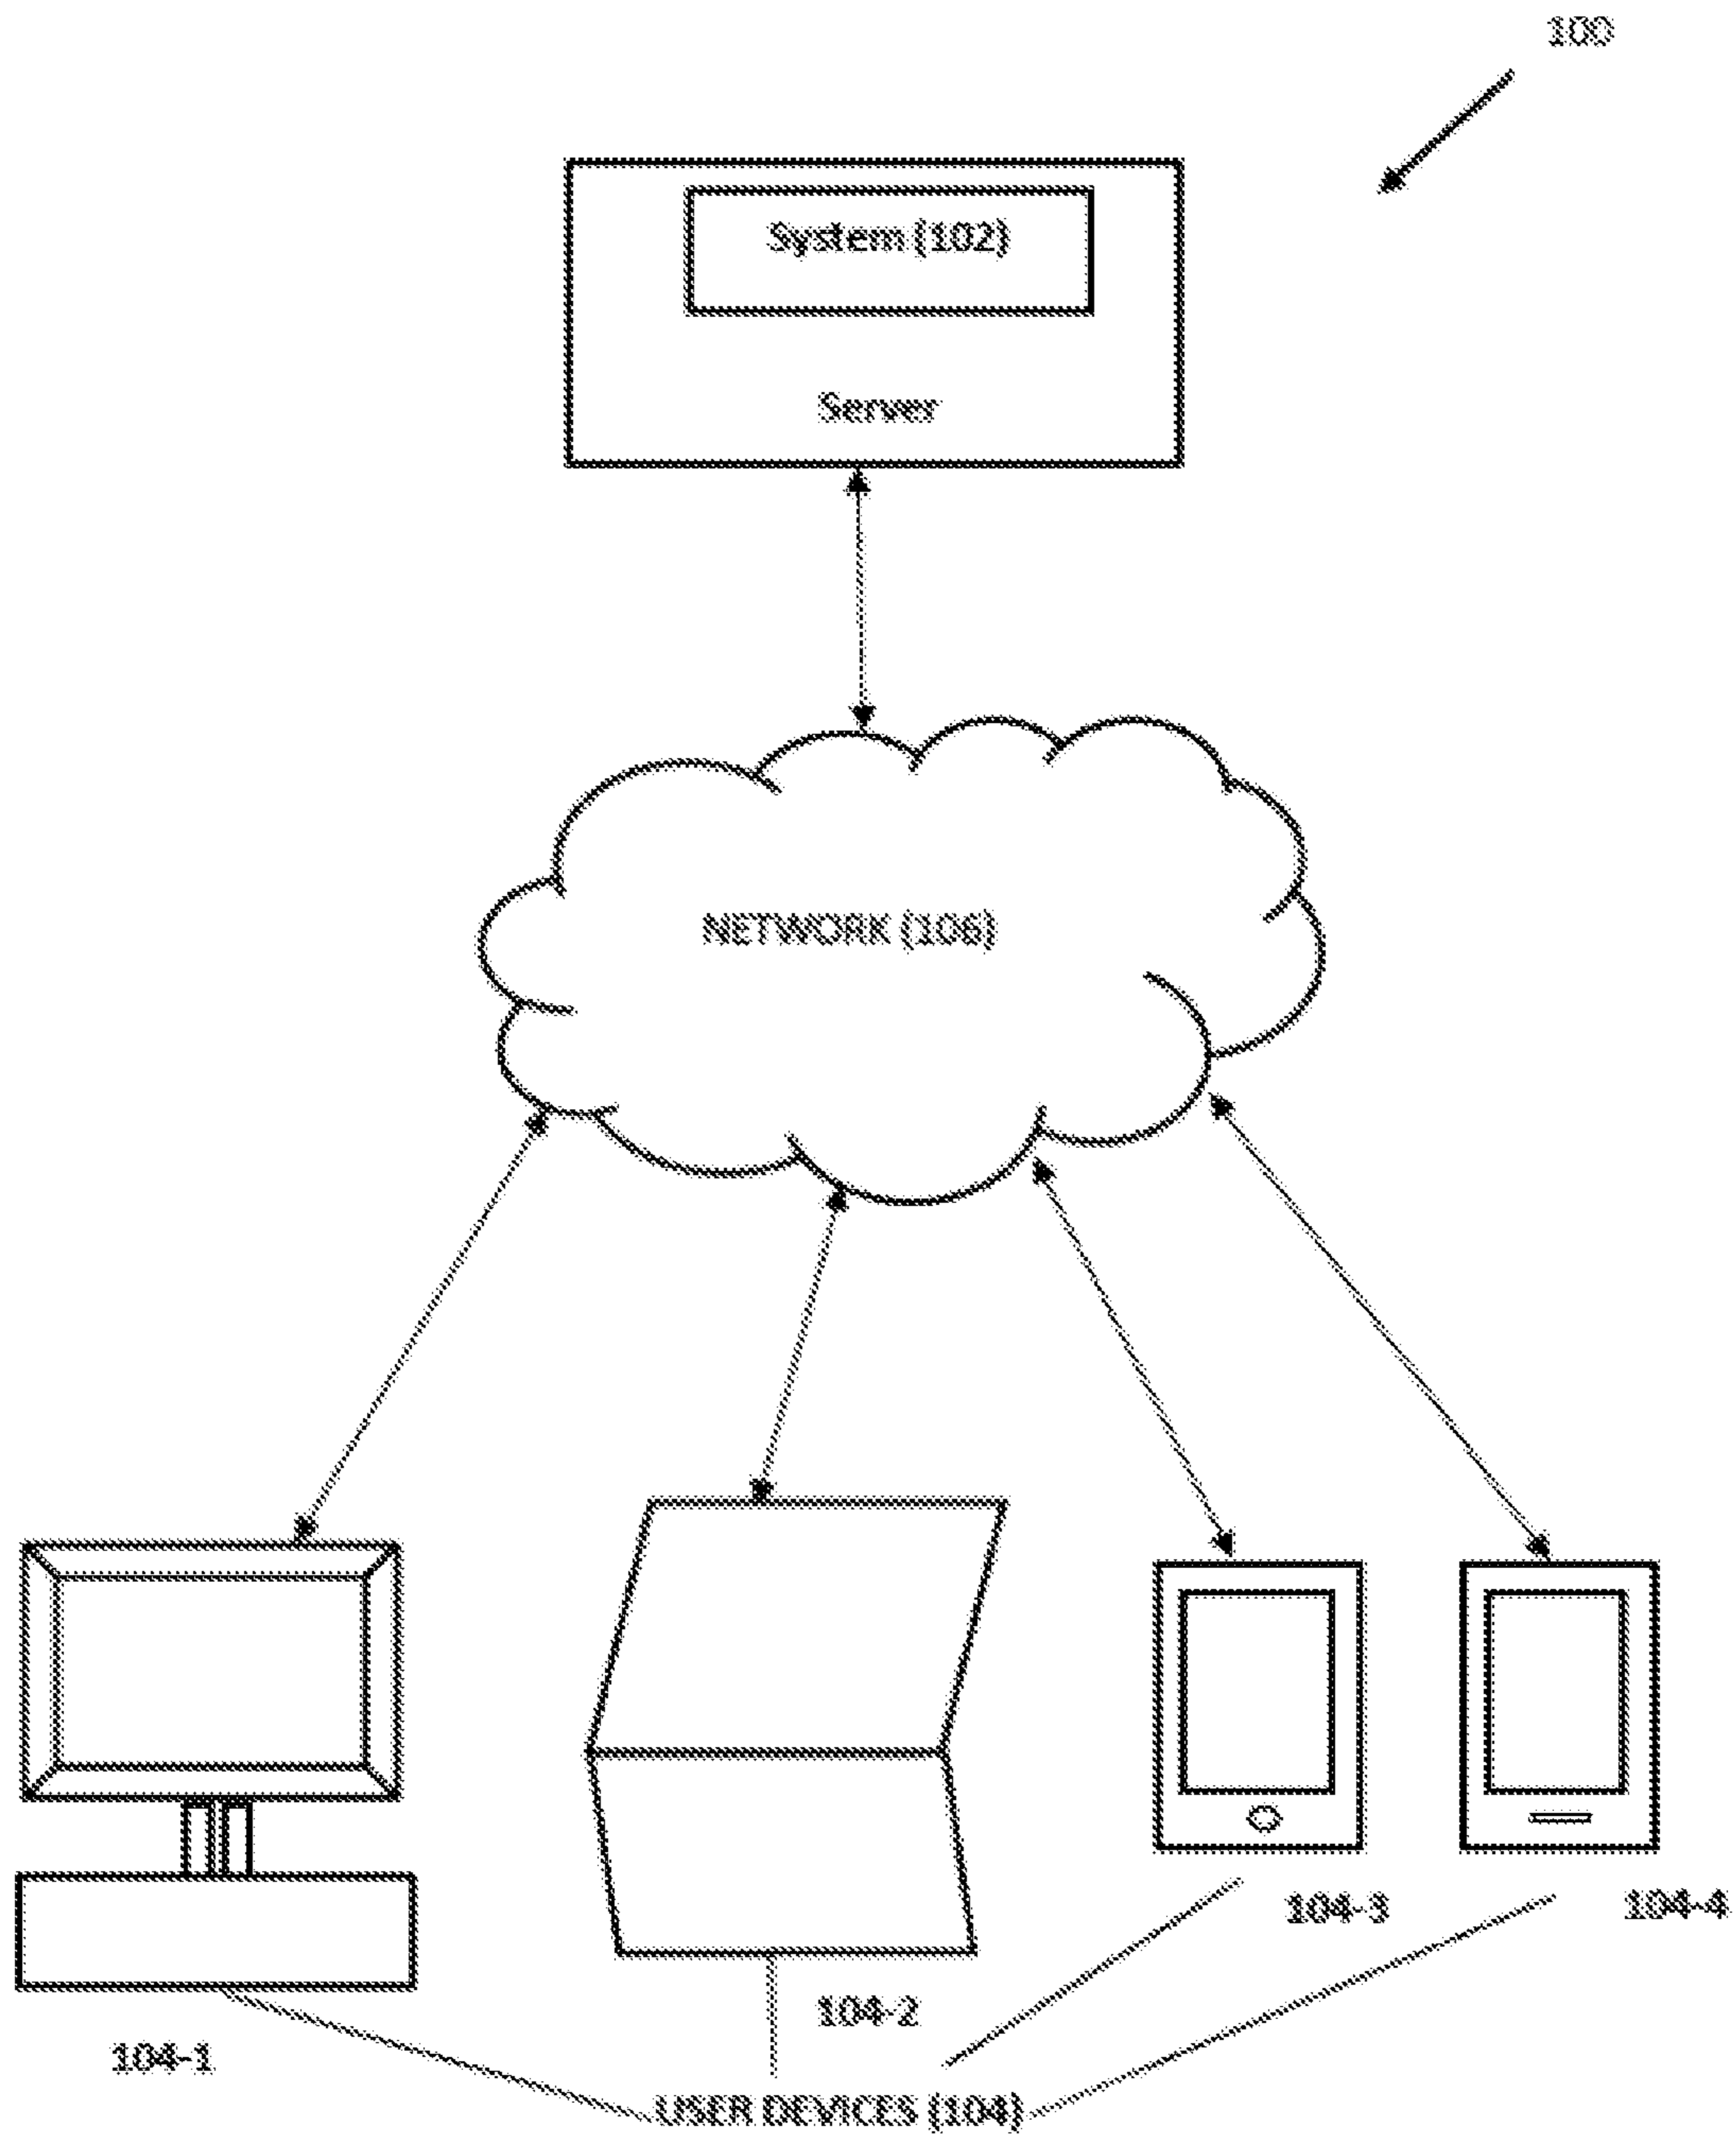 100
System (102)
Server
NETWORK (106)
104-3
104-4
104-2
104-1
USER DEVICES (104)